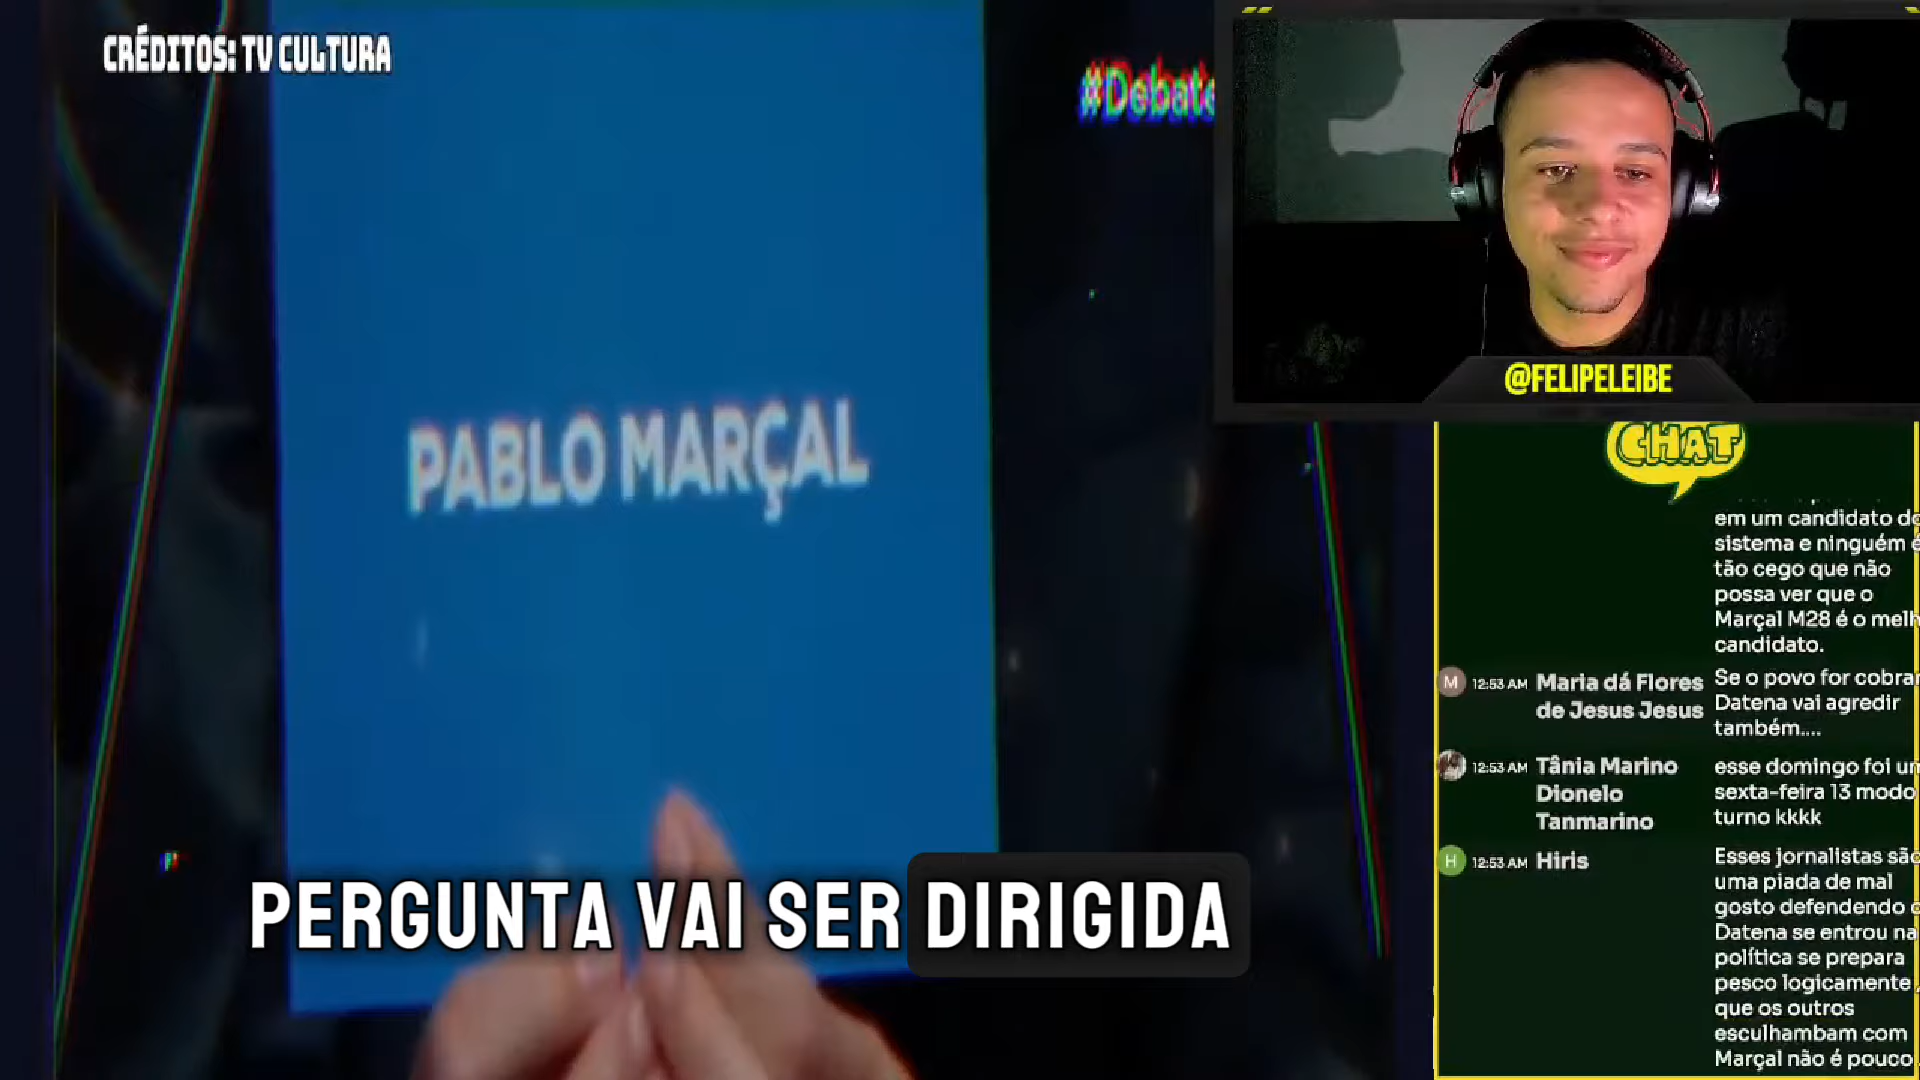 CRÉDITOS: TV CULTURA
#Debate
PABLO MARÇAL
PERGUNTA VAI SER DIRIGIDA
@FELIPELEIBE
CHAT
em um candidato do
sistema e ninguém é
tão cego que não
possa ver que o
Marçal M28 é o melh
candidato.
M 12:53 AM Maria dá Flores
de Jesus Jesus
Se o povo for cobrar
Datena vai agredir
também....
12:53 AM Tânia Marino
Dionelo
Tanmarino
esse domingo foi um
sexta-feira 13 modo
turno kkkk
H 12:53 AM Hiris
Esses jornalistas são
uma piada de mal
gosto defendendo o
Datena se entrou na
política se prepara
pesco logicamente
que os outros
esculhambam com
Marçal não é pouco